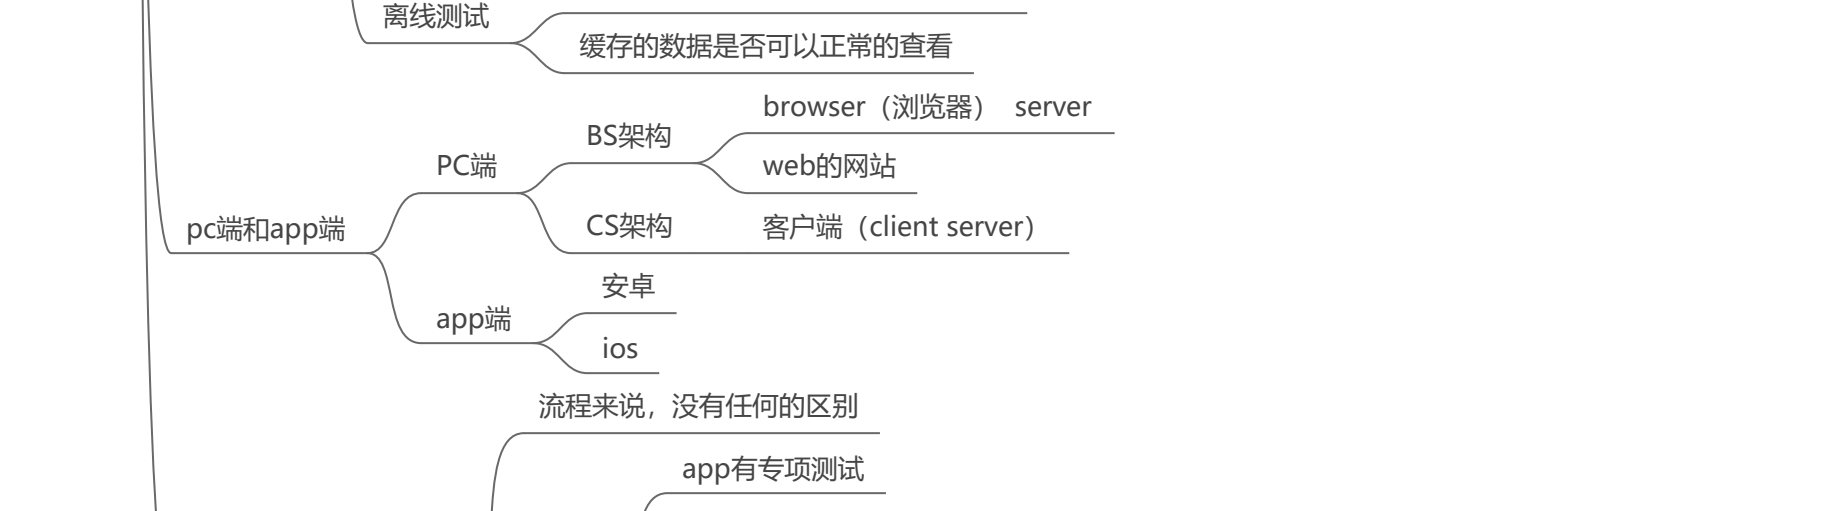 离线测试
缓存的数据是否可以正常的查看
browser（浏览器） server
BS架构
PC端
web的网站
pc端和app端
CS架构
客户端（client server）
安卓
app端
ios
流程来说，没有任何的区别
app有专项测试